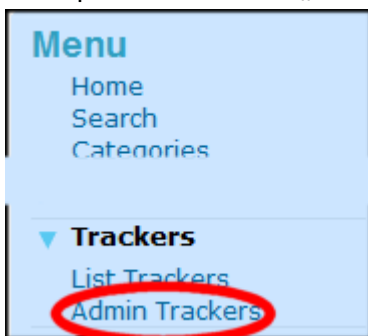 Menu
Home
Search
Categories
Trackers
List Trackers
Admin Trackers